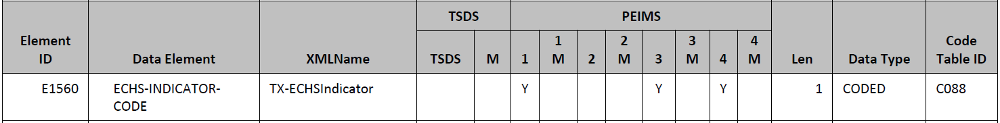 TSDS PEIMS
Element ID Data Element XMLName TSDS M 1 1 M 2 2 M 3 3 M 4 4 M Len Data Type Code Table ID
E1560 ECHS-INDICATOR- TX-ECHSIndicator Y Y Y 1 CODED C088
CODE